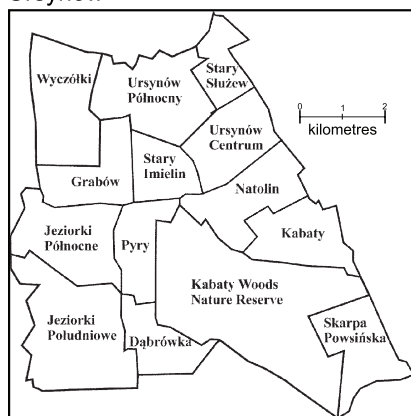 Wyczółki
Ursynów
Północny
Stary
Służew
0 1 2
kilometres
Ursynów
Centrum
Stary
Imielin
Grabów
Natolin
Jeziorki
Północne
Pyry
Kabaty
Kabaty Woods
Nature Reserve
Jeziorki
Południowe
Dąbrówka
Skarpa
Powsińska